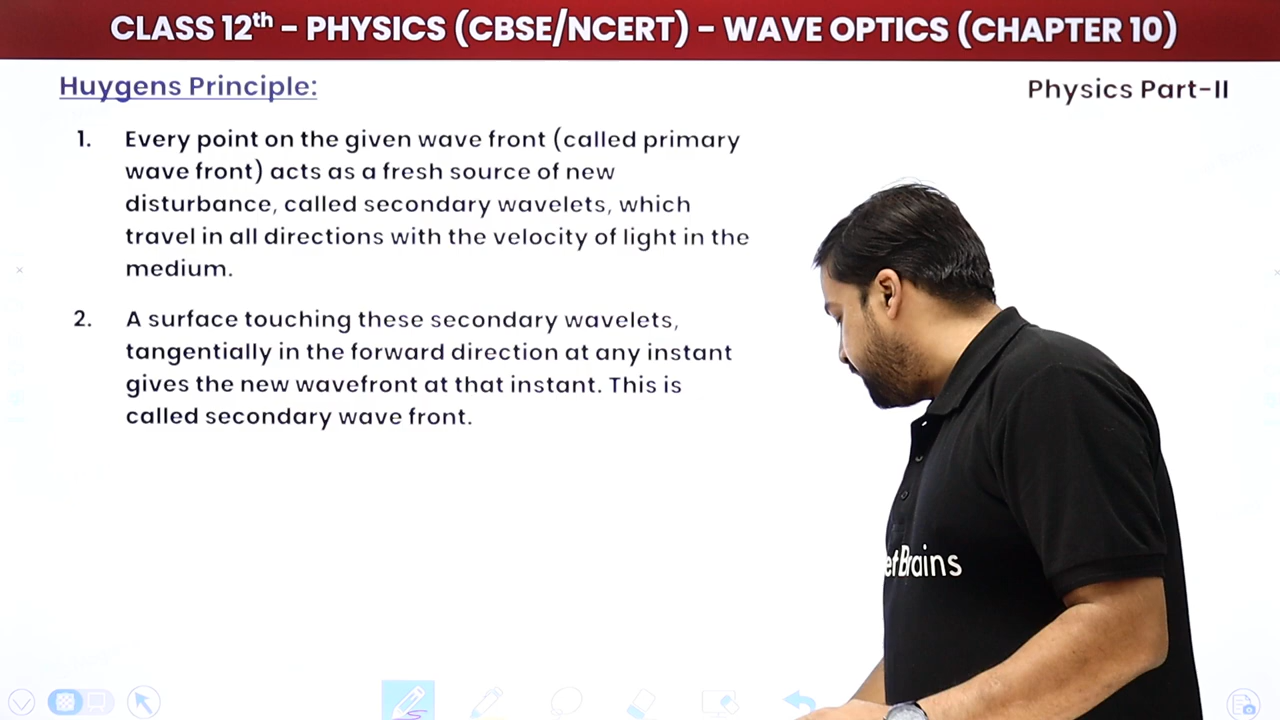 CLASS 12th – PHYSICS (CBSE/NCERT) – WAVE OPTICS (CHAPTER 10)
Huygens Principle:
Physics Part-II
1. Every point on the given wave front (called primary
wave front) acts as a fresh source of new
disturbance, called secondary wavelets, which
travel in all directions with the velocity of light in the
medium.
2. A surface touching these secondary wavelets,
tangentially in the forward direction at any instant
gives the new wavefront at that instant. This is
called secondary wave front.
etBrains